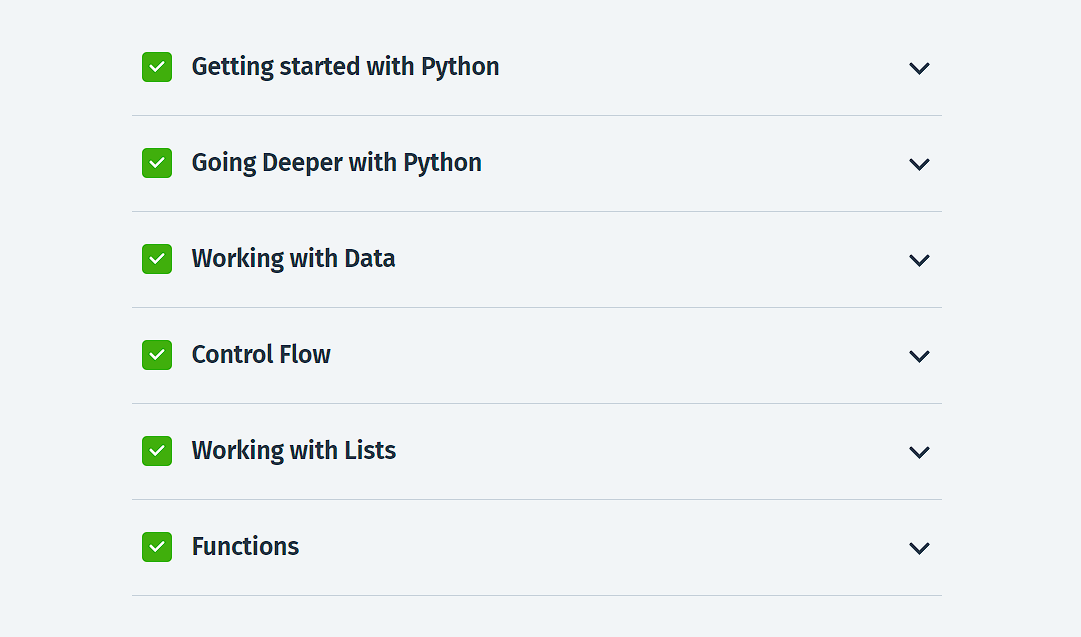 Getting started with Python
Going Deeper with Python
Working with Data
Control Flow
Working with Lists
Functions